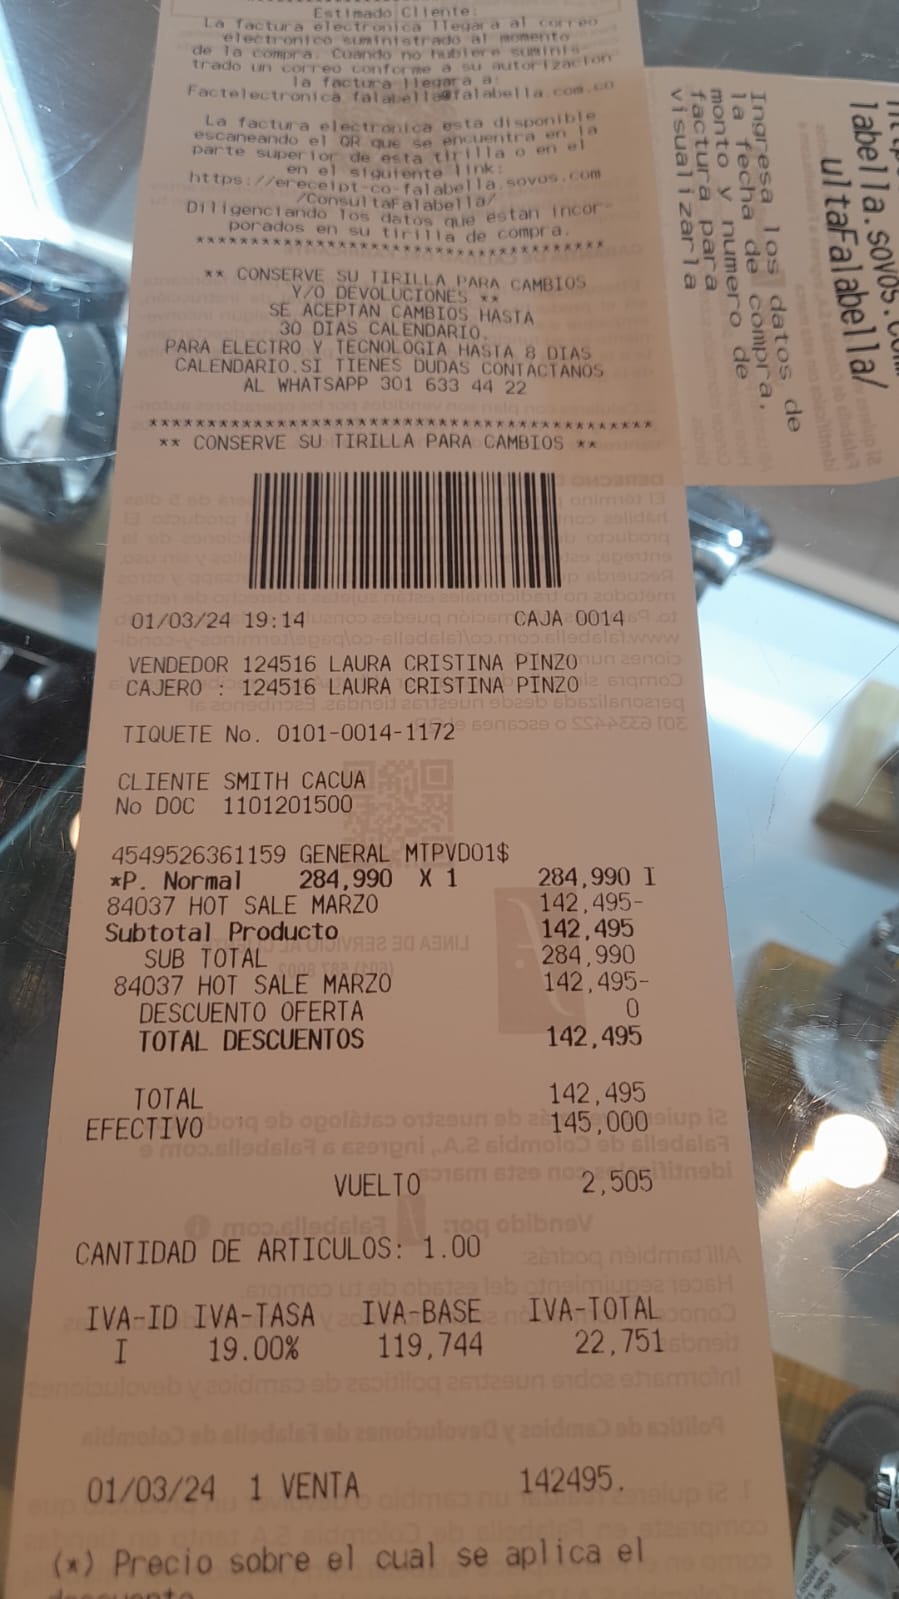 Estimado Cliente:
La factura electronica llegara al correo
electronico suministrado al momento
de la compra. Cuando no hubiere suminis-
trado un correo conforme a su autorizacion
la factura llegara a:
Factelectronica.falabella@falabella.com.co
La factura electronica esta disponible
escaneando el QR que se encuentra en la
parte superior de esta tirilla o en el
en el siguiente link:
https://erecelpt-co-falabella.sovos.com
/ConsultaFalabella/
Diligenciando los datos que estan incor-
porados en su tirilla de compra.
****************************************
** CONSERVE SU TIRILLA PARA CAMBIOS
Y/O DEVOLUCIONES **
SE ACEPTAN CAMBIOS HASTA
30 DIAS CALENDARIO.
PARA ELECTRO Y TECNOLOGIA HASTA 8 DIAS
CALENDARIO.SI TIENES DUDAS CONTACTANOS
AL WHATSAPP 301 633 44 22
****************************************
** CONSERVE SU TIRILLA PARA CAMBIOS **
01/03/24 19:14 CAJA 0014
VENDEDOR 124516 LAURA CRISTINA PINZO
CAJERO : 124516 LAURA CRISTINA PINZO
TIQUETE No. 0101-0014-1172
CLIENTE SMITH CACUA
No DOC 1101201500
4549526361159 GENERAL MTPVD01$
*P. Normal 284,990 X 1 284,990 I
84037 HOT SALE MARZO 142,495-
Subtotal Producto 142,495
SUB TOTAL 284,990
84037 HOT SALE MARZO 142,495-
DESCUENTO OFERTA 0
TOTAL DESCUENTOS 142,495
TOTAL 142,495
EFECTIVO 145,000
VUELTO 2,505
CANTIDAD DE ARTICULOS: 1.00
IVA-ID IVA-TASA IVA-BASE IVA-TOTAL
I 19.00% 119,744 22,751
01/03/24 1 VENTA 142495.
(*) Precio sobre el cual se aplica el
descuento
labella.sovos.com
ultaFalabella/
Ingresa los datos de
la fecha de compra,
monto y numero de
factura para
visualizarla